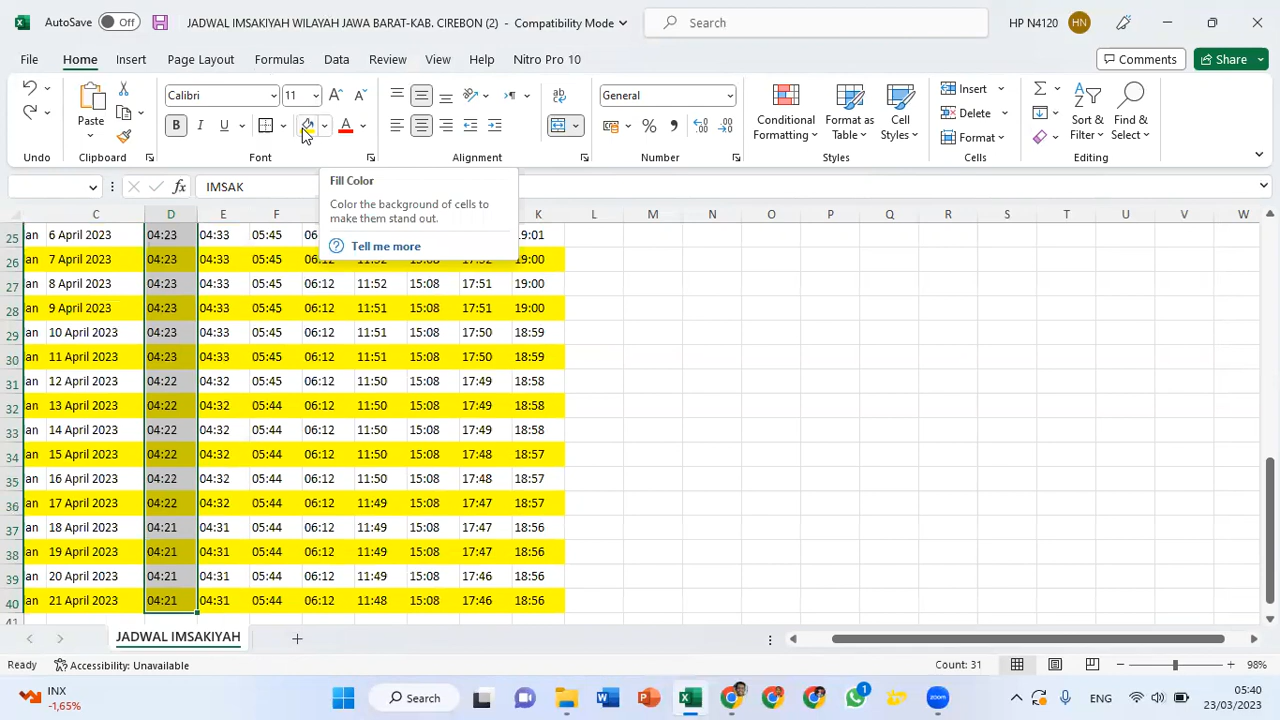 AutoSave Off JADWAL IMSAKIYAH WILAYAH JAWA BARAT-KAB. CIREBON (2) - Compatibility Mode Search HP N4120 HN
File Home Insert Page Layout Formulas Data Review View Help Nitro Pro 10 Comments Share
Calibri 11 General
Paste B I U A Conditional Formatting Format as Table Cell Styles Insert Delete Format Sort & Filter Find & Select
Undo Clipboard Font Alignment Number Styles Cells Editing
fx IMSAK
Fill Color
Color the background of cells to
make them stand out.
Tell me more
C D E F K L M N O P Q R S T U V W
25 an 6 April 2023 04:23 04:33 05:45 19:01
26 an 7 April 2023 04:23 04:33 05:45 06:12 11:52 15:08 17:51 19:00
27 an 8 April 2023 04:23 04:33 05:45 06:12 11:52 15:08 17:51 19:00
28 an 9 April 2023 04:23 04:33 05:45 06:12 11:51 15:08 17:51 19:00
29 an 10 April 2023 04:23 04:33 05:45 06:12 11:51 15:08 17:50 18:59
30 an 11 April 2023 04:23 04:33 05:45 06:12 11:51 15:08 17:50 18:59
31 an 12 April 2023 04:22 04:32 05:45 06:12 11:50 15:08 17:49 18:58
32 an 13 April 2023 04:22 04:32 05:44 06:12 11:50 15:08 17:49 18:58
33 an 14 April 2023 04:22 04:32 05:44 06:12 11:50 15:08 17:49 18:58
34 an 15 April 2023 04:22 04:32 05:44 06:12 11:50 15:08 17:48 18:57
35 an 16 April 2023 04:22 04:32 05:44 06:12 11:50 15:08 17:48 18:57
36 an 17 April 2023 04:22 04:32 05:44 06:12 11:49 15:08 17:47 18:57
37 an 18 April 2023 04:21 04:31 05:44 06:12 11:49 15:08 17:47 18:56
38 an 19 April 2023 04:21 04:31 05:44 06:12 11:49 15:08 17:47 18:56
39 an 20 April 2023 04:21 04:31 05:44 06:12 11:49 15:08 17:46 18:56
40 an 21 April 2023 04:21 04:31 05:44 06:12 11:48 15:08 17:46 18:56
41
JADWAL IMSAKIYAH
Ready Accessibility: Unavailable Count: 31 98%
INX
-1,65%
Search 1 ENG 05:40
23/03/2023